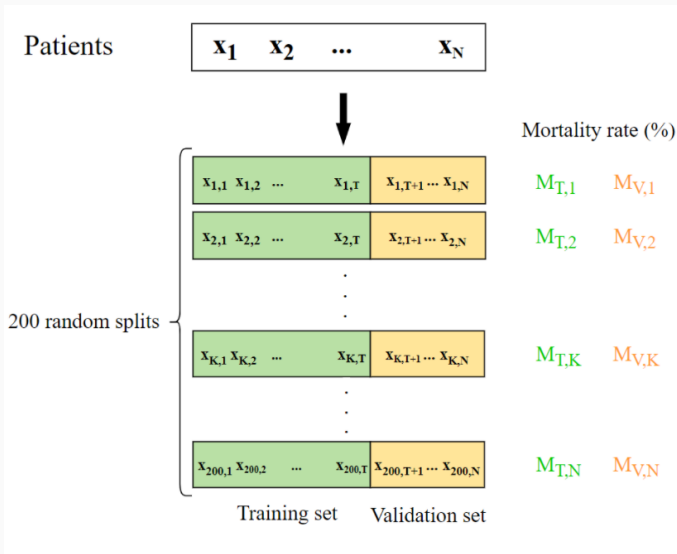 Patients x1 x2 ... xN
Mortality rate (%)
x1,1 x1,2 ... x1,T x1,T+1 ... x1,N MT,1 MV,1
x2,1 x2,2 ... x2,T x2,T+1 ... x2,N MT,2 MV,2
200 random splits
xK,1 xK,2 ... xK,T xK,T+1 ... xK,N MT,K MV,K
x200,1 x200,2 ... x200,T x200,T+1 ... x200,N MT,N MV,N
Training set Validation set